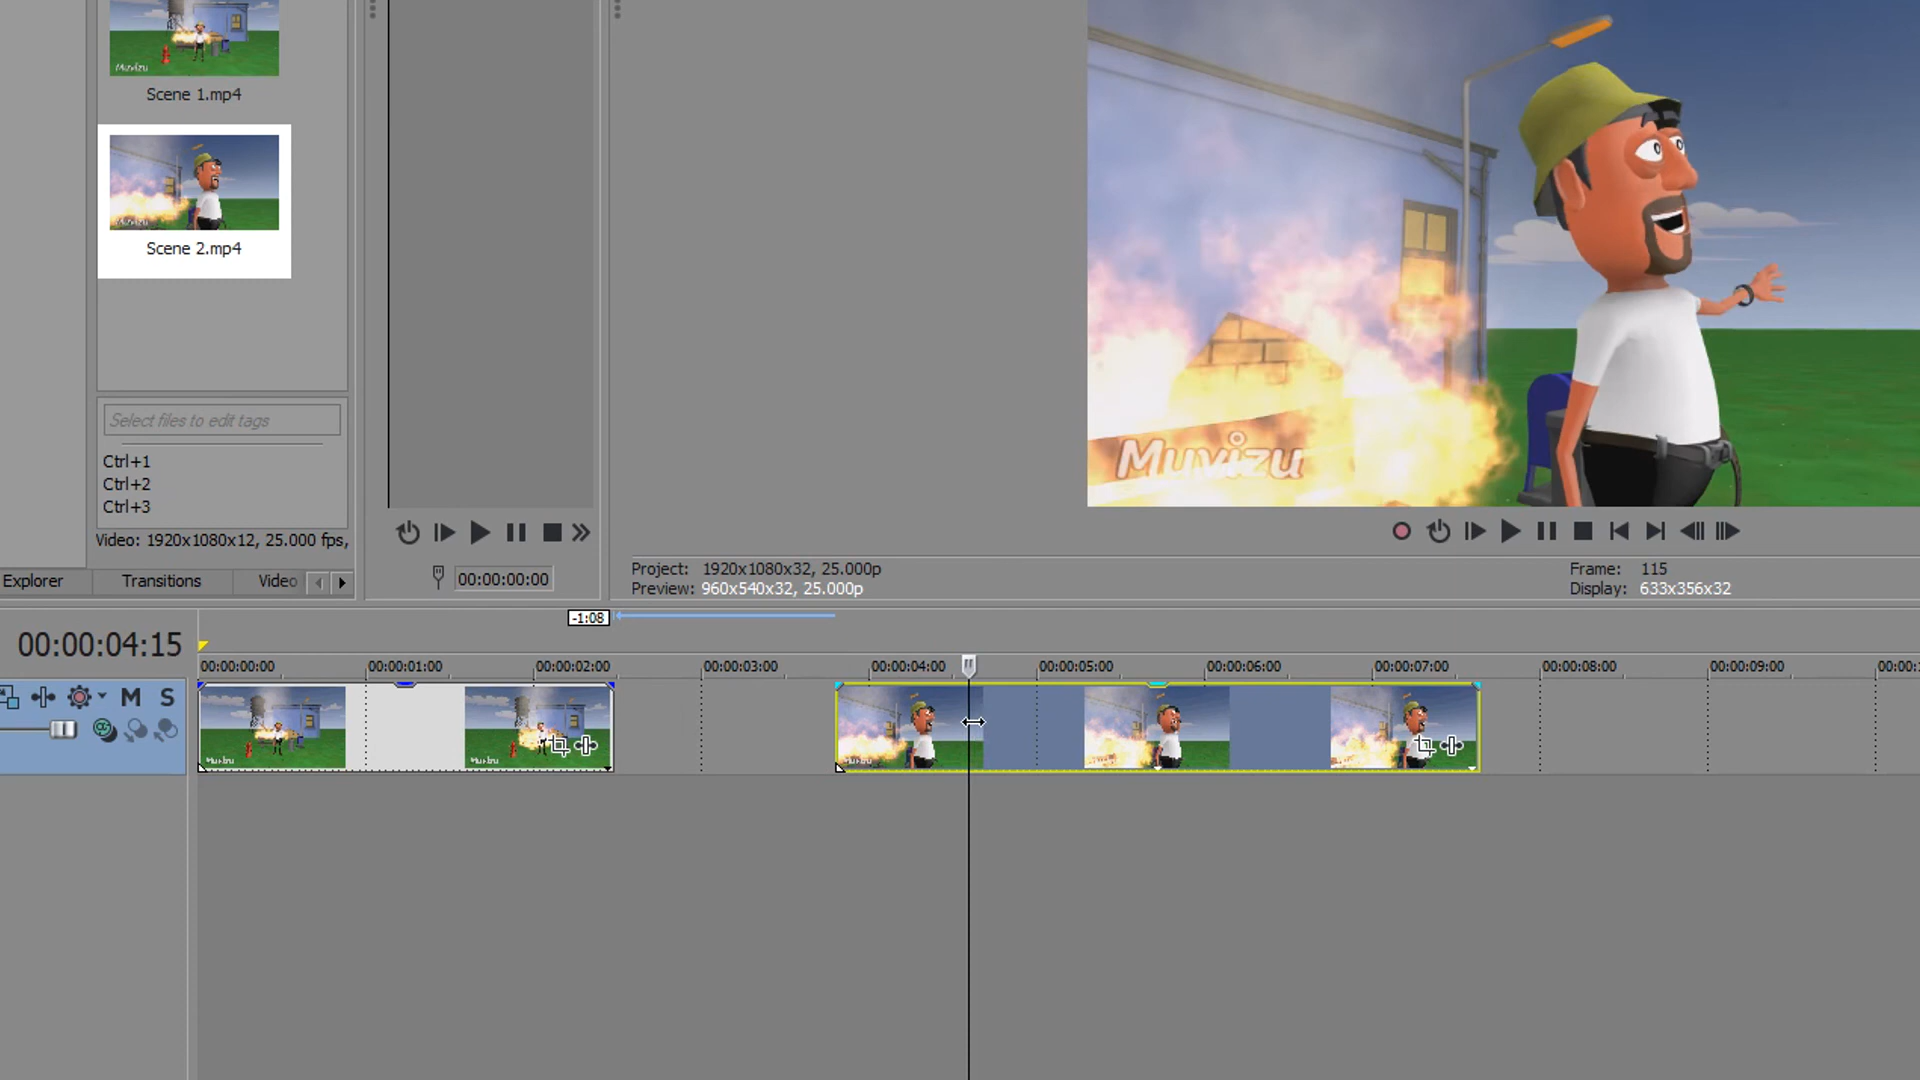 Muvizu
Scene 1.mp4
Scene 2.mp4
Select files to edit tags
Ctrl+1
Ctrl+2
Ctrl+3
Video: 1920x1080x12, 25.000 fps,
Explorer
Transitions
Video
00:00:00:00
Muvizu
Project: 1920x1080x32, 25.000p
Preview: 960x540x32, 25.000p
Frame: 115
Display: 633x356x32
-1:08
00:00:04:15
00:00:00:00
00:00:01:00
00:00:02:00
00:00:03:00
00:00:04:00
00:00:05:00
00:00:06:00
00:00:07:00
00:00:08:00
00:00:09:00
00:00:1
M S